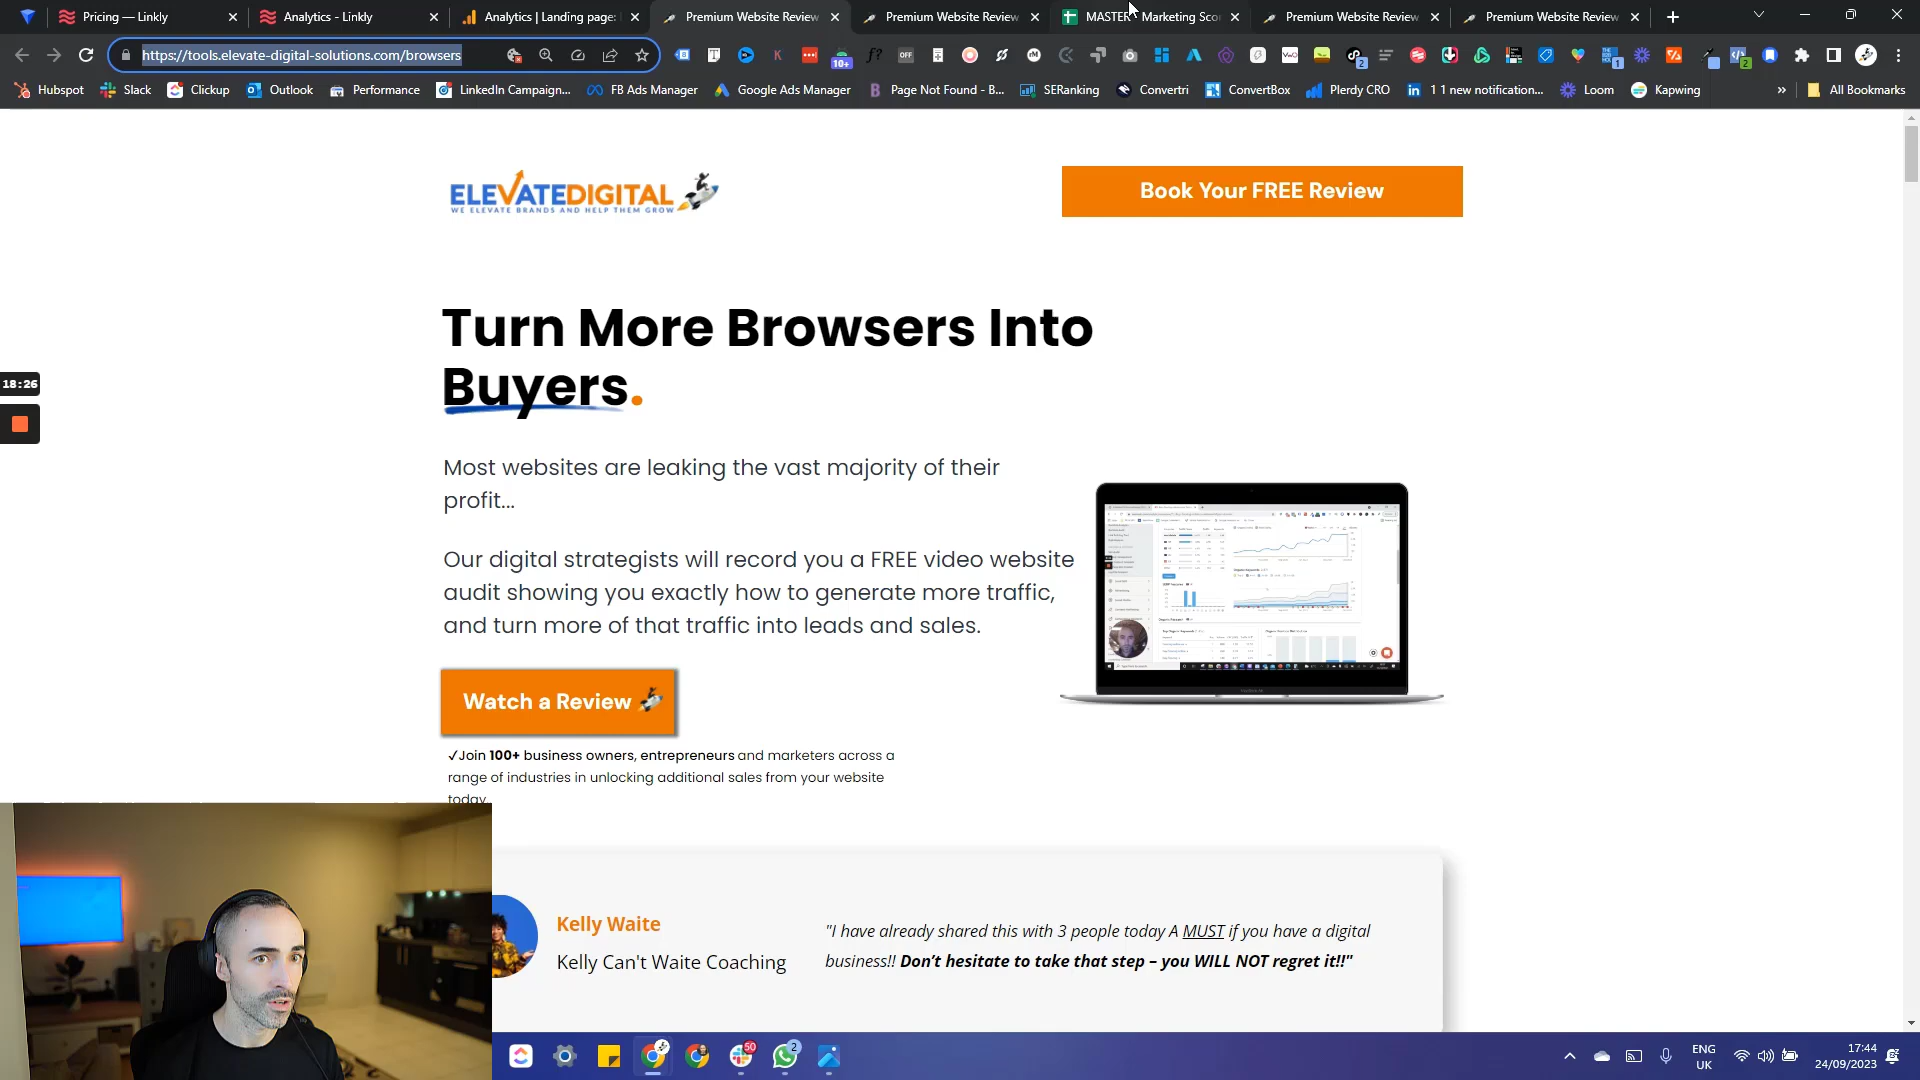 Pricing — Linkly
Analytics - Linkly
Analytics | Landing page:
Premium Website Review
Premium Website Review
MASTER - Marketing Sco
Premium Website Review
Premium Website Review
https://tools.elevate-digital-solutions.com/browsers
10+
OFF
2
1
2
Hubspot
Slack
Clickup
Outlook
Performance
LinkedIn Campaign...
FB Ads Manager
Google Ads Manager
Page Not Found - B...
SERanking
Convertri
ConvertBox
Plerdy CRO
1 1 new notification...
Loom
Kapwing
»
All Bookmarks
ELEVATEDIGITAL
WE ELEVATE BRANDS AND HELP THEM GROW
Book Your FREE Review
Turn More Browsers Into
Buyers.
18:26
Most websites are leaking the vast majority of their
profit...
Our digital strategists will record you a FREE video website
audit showing you exactly how to generate more traffic,
and turn more of that traffic into leads and sales.
Watch a Review
✓Join 100+ business owners, entrepreneurs and marketers across a
range of industries in unlocking additional sales from your website
today.
Kelly Waite
Kelly Can't Waite Coaching
"I have already shared this with 3 people today A MUST if you have a digital
business!! Don't hesitate to take that step – you WILL NOT regret it!!"
50
2
ENG
UK
17:44
24/09/2023